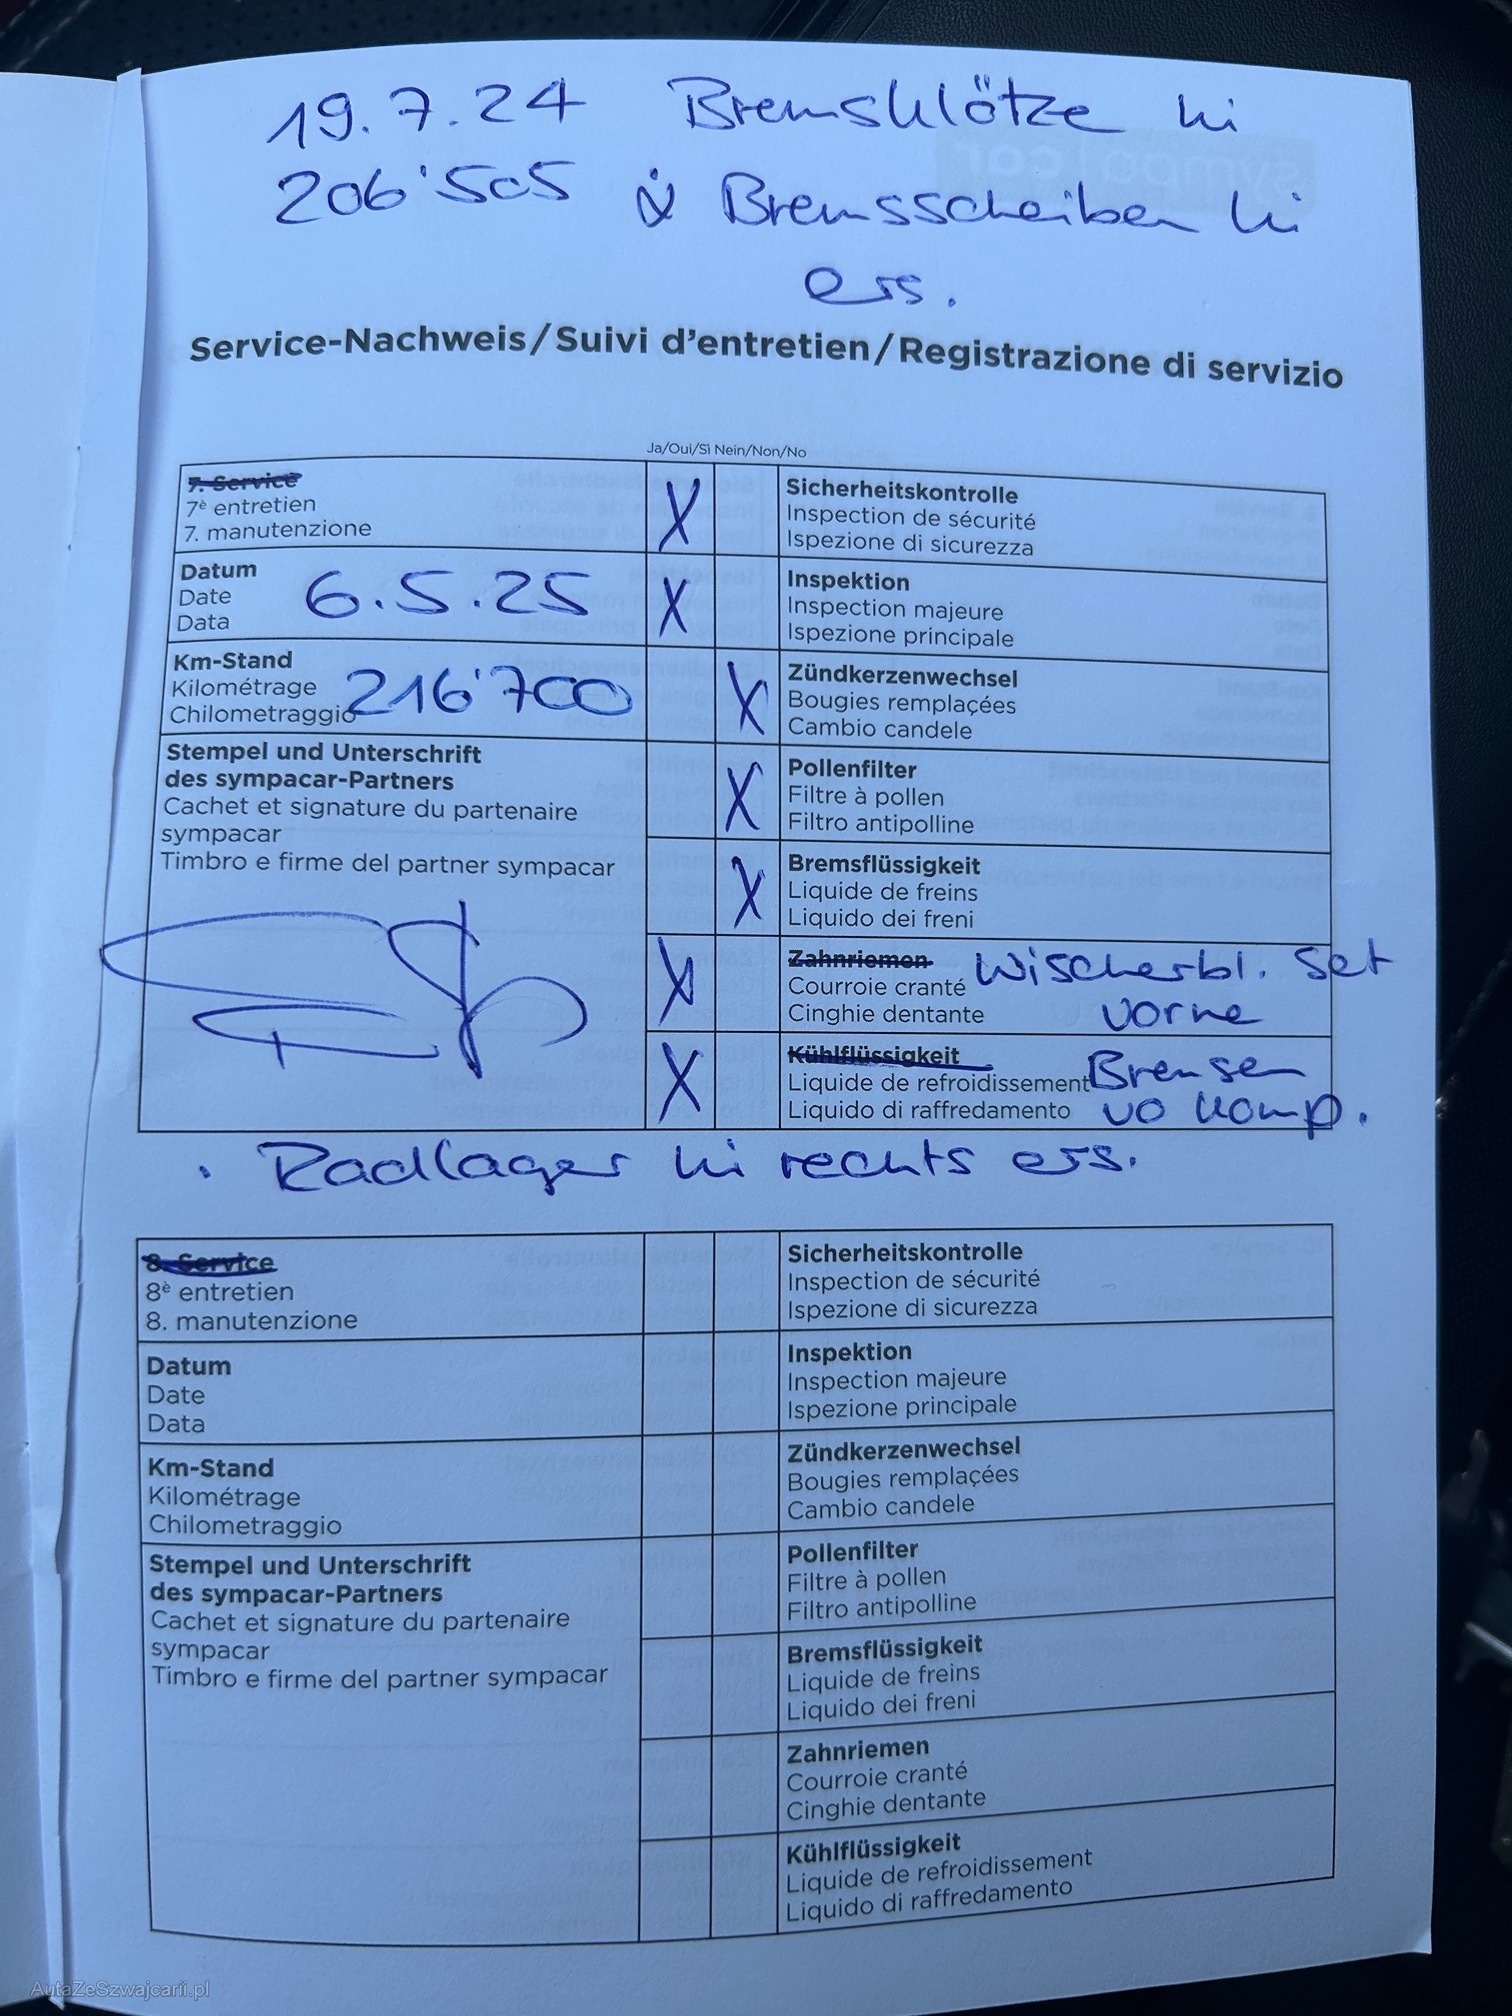 19.7.24 Bremsklötze hi
206'505 & Bremsscheiben hi
ers.
Service-Nachweis/Suivi d'entretien/Registrazione di servizio
Ja/Oui/Sì Nein/Non/No
7. Service
7è entretien
7. manutenzione
X
Sicherheitskontrolle
Inspection de sécurité
Ispezione di sicurezza
Datum
Date
Data
6.5.25
X
Inspektion
Inspection majeure
Ispezione principale
Km-Stand
Kilométrage
Chilometraggio
216'700
X
Zündkerzenwechsel
Bougies remplaçées
Cambio candele
Stempel und Unterschrift
des sympacar-Partners
Cachet et signature du partenaire
sympacar
Timbro e firme del partner sympacar
X
Pollenfilter
Filtre à pollen
Filtro antipolline
X
Bremsflüssigkeit
Liquide de freins
Liquido dei freni
X
Zahnriemen Wischerbl. Set
Courroie cranté
Cinghie dentante vorne
X
Kühlflüssigkeit Bremsen
Liquide de refroidissement
Liquido di raffredamento vo komp.
· Radlager hi rechts ers.
8. Service
8è entretien
8. manutenzione
Sicherheitskontrolle
Inspection de sécurité
Ispezione di sicurezza
Datum
Date
Data
Inspektion
Inspection majeure
Ispezione principale
Km-Stand
Kilométrage
Chilometraggio
Zündkerzenwechsel
Bougies remplaçées
Cambio candele
Stempel und Unterschrift
des sympacar-Partners
Cachet et signature du partenaire
sympacar
Timbro e firme del partner sympacar
Pollenfilter
Filtre à pollen
Filtro antipolline
Bremsflüssigkeit
Liquide de freins
Liquido dei freni
Zahnriemen
Courroie cranté
Cinghie dentante
Kühlflüssigkeit
Liquide de refroidissement
Liquido di raffredamento
AutaZeSzwajcarii.pl